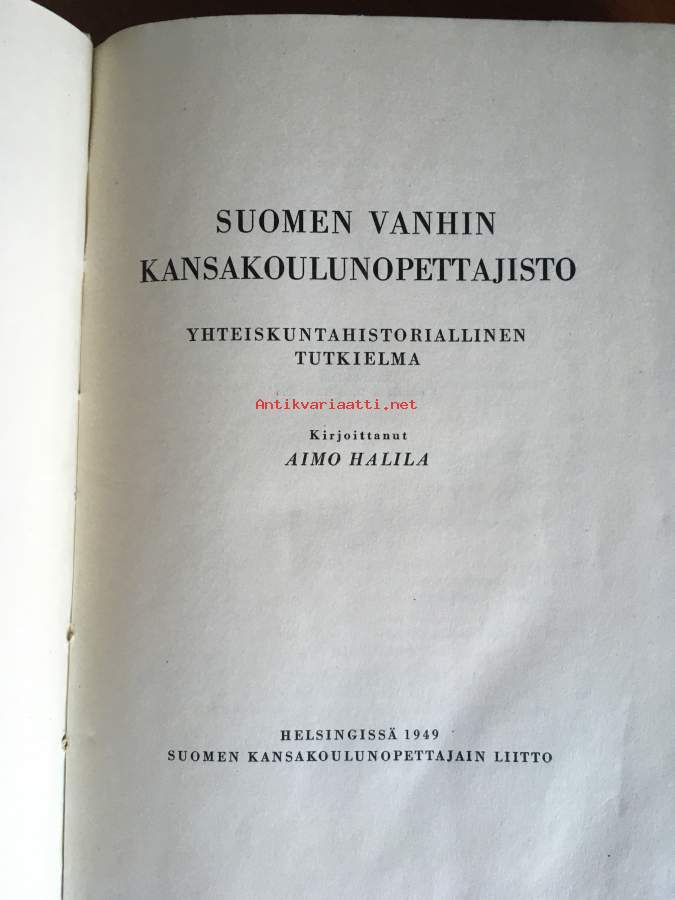 SUOMEN VANHIN
KANSAKOULUNOPETTAJISTO
YHTEISKUNTAHISTORIALLINEN
TUTKIELMA
Antikvariaatti.net
Kirjoittanut
AIMO HALILA
HELSINGISSÄ 1949
SUOMEN KANSAKOULUNOPETTAJAIN LIITTO